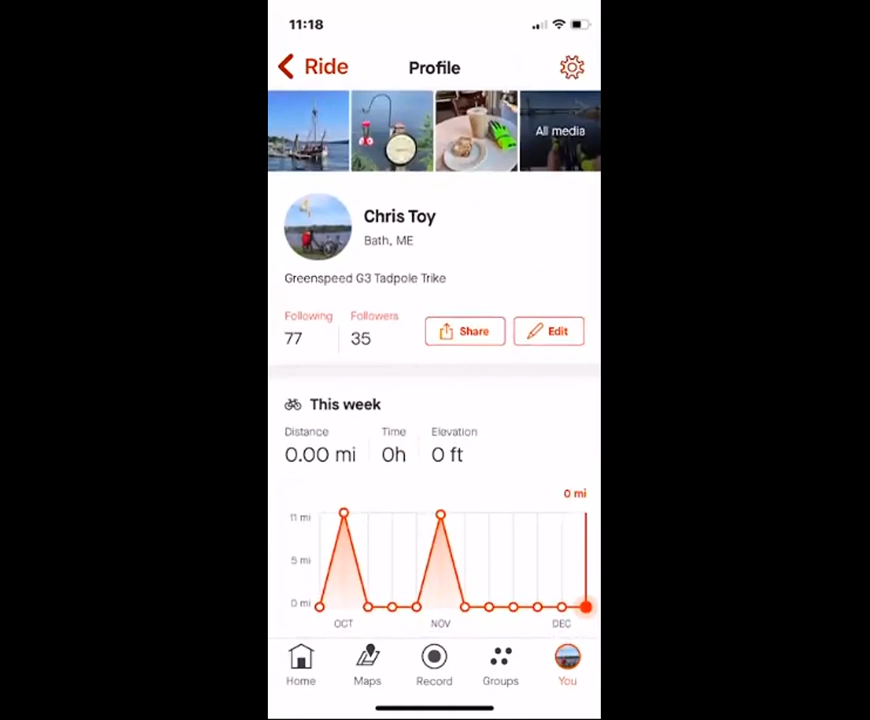 11:18
Ride
Profile
All media
Chris Toy
Bath, ME
Greenspeed G3 Tadpole Trike
Following
Followers
77
35
Share
Edit
This week
Distance
Time
Elevation
0.00 mi
0h
0 ft
0 mi
11 mi
5 mi
0 mi
OCT
NOV
DEC
Home
Maps
Record
Groups
You